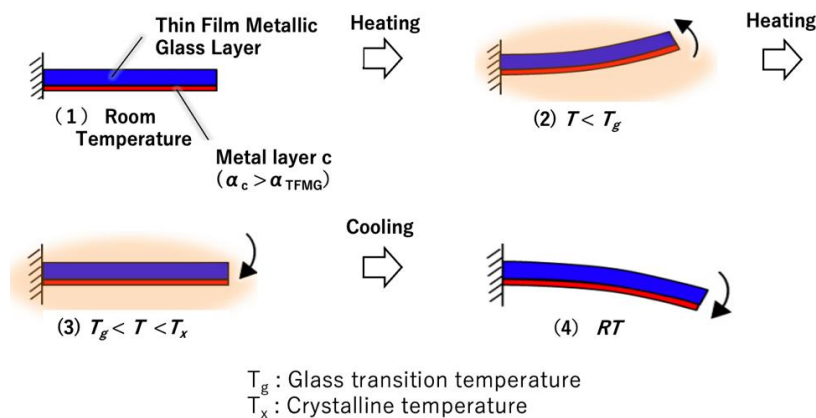 Thin Film Metallic
Glass Layer
Heating
Heating
(1) Room
Temperature
(2) T < Tg
Metal layer c
(αc > αTFMG)
Cooling
(3) Tg < T < Tx
(4) RT
Tg : Glass transition temperature
Tx : Crystalline temperature